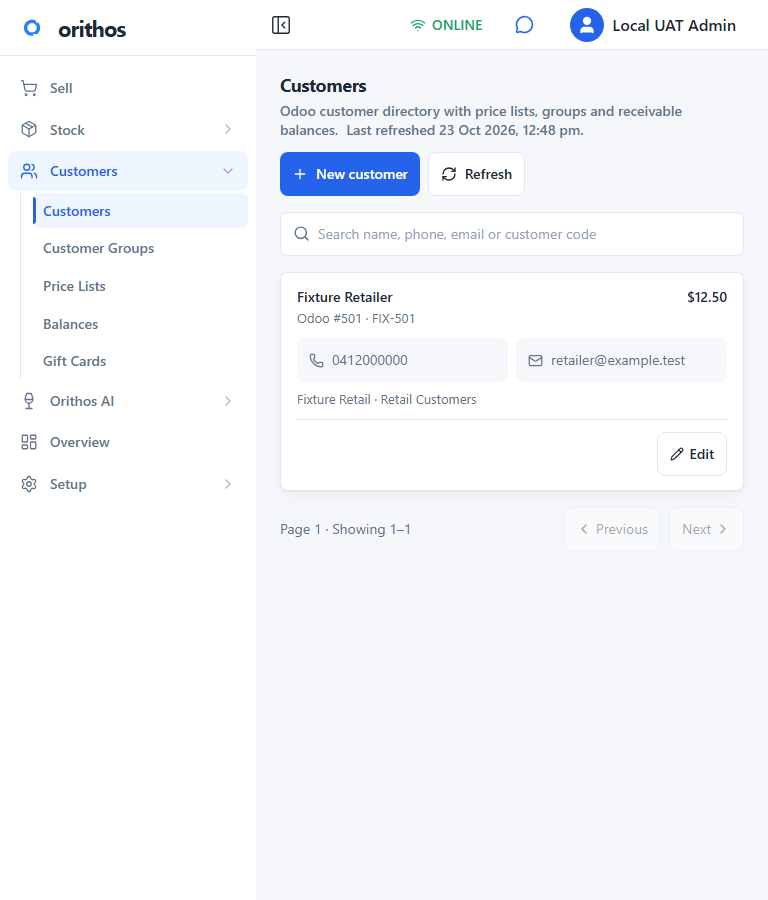 orithos
ONLINE
Local UAT Admin
Sell
Stock
Customers
Customers
Customer Groups
Price Lists
Balances
Gift Cards
Orithos AI
Overview
Setup
Customers
Odoo customer directory with price lists, groups and receivable
balances.  Last refreshed 23 Oct 2026, 12:48 pm.
New customer
Refresh
Search name, phone, email or customer code
Fixture Retailer
$12.50
Odoo #501 · FIX-501
0412000000
retailer@example.test
Fixture Retail · Retail Customers
Edit
Page 1 · Showing 1–1
Previous
Next